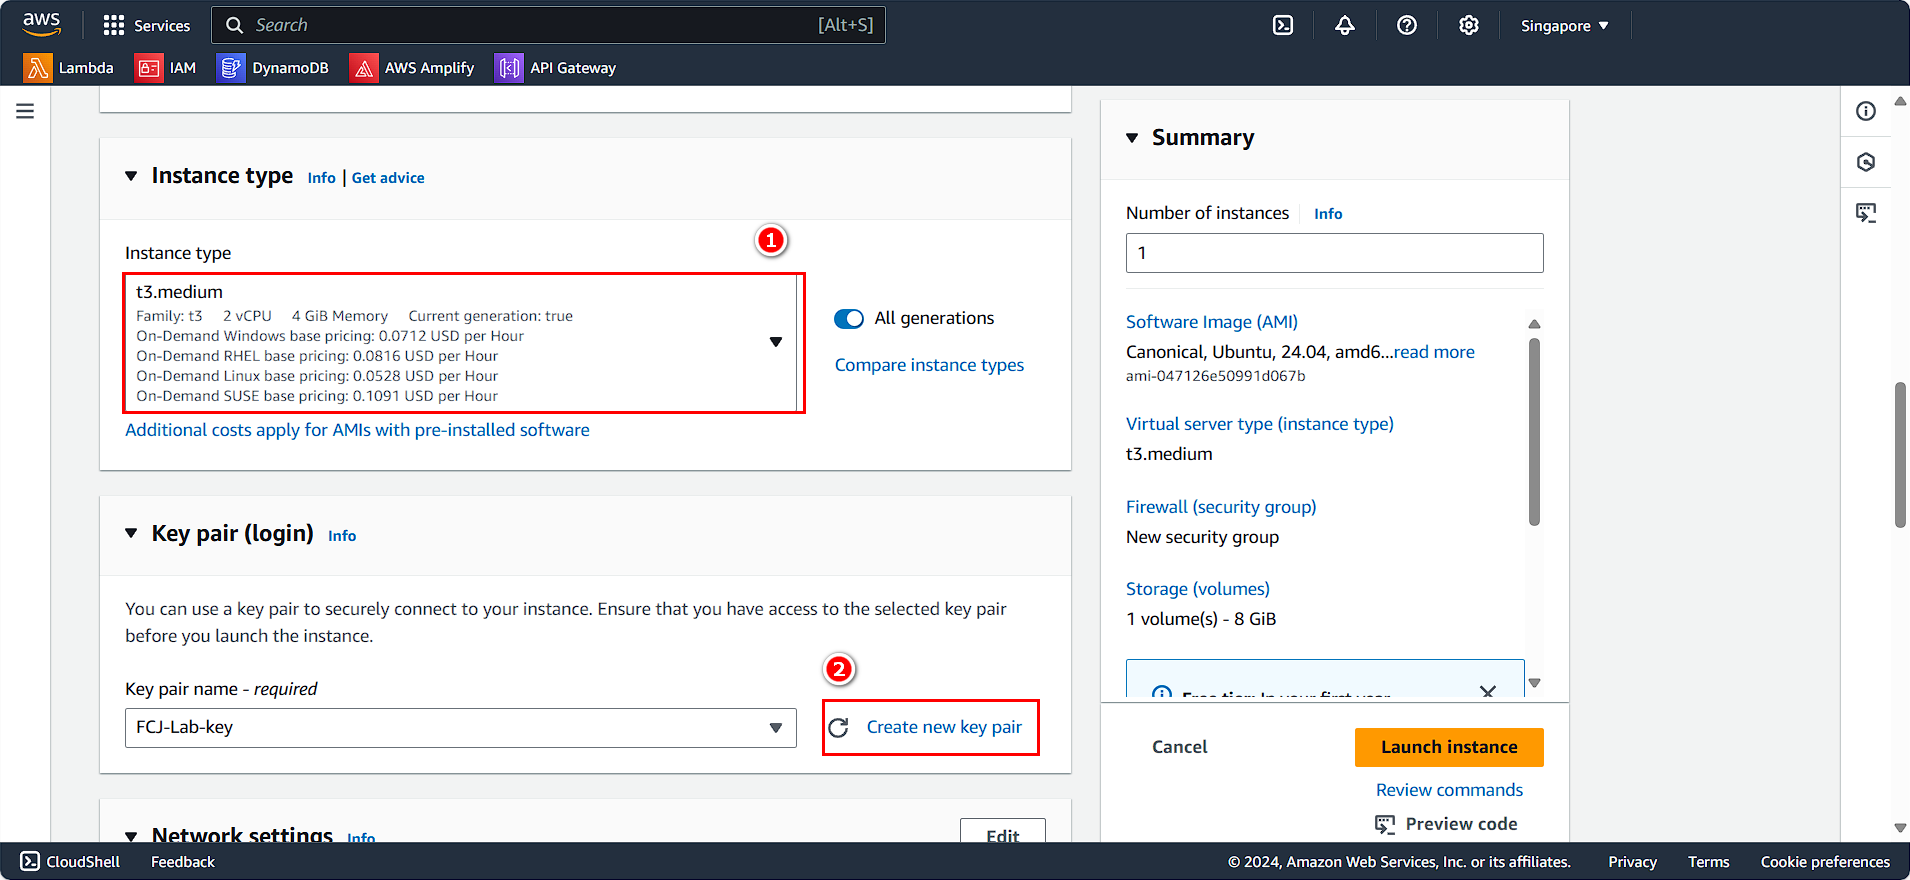 aws
Services
Search
[Alt+S]
Singapore
Lambda
IAM
DynamoDB
AWS Amplify
API Gateway
Instance type
Info | Get advice
1
Instance type
t3.medium
Family: t3 2 vCPU 4 GiB Memory Current generation: true
On-Demand Windows base pricing: 0.0712 USD per Hour
On-Demand RHEL base pricing: 0.0816 USD per Hour
On-Demand Linux base pricing: 0.0528 USD per Hour
On-Demand SUSE base pricing: 0.1091 USD per Hour
All generations
Compare instance types
Additional costs apply for AMIs with pre-installed software
Key pair (login)
Info
You can use a key pair to securely connect to your instance. Ensure that you have access to the selected key pair
before you launch the instance.
2
Key pair name - required
FCJ-Lab-key
Create new key pair
Network settings
Info
Edit
Summary
Number of instances
Info
1
Software Image (AMI)
Canonical, Ubuntu, 24.04, amd6...read more
ami-047126e50991d067b
Virtual server type (instance type)
t3.medium
Firewall (security group)
New security group
Storage (volumes)
1 volume(s) - 8 GiB
Free tier: In your first year
Cancel
Launch instance
Review commands
Preview code
CloudShell
Feedback
© 2024, Amazon Web Services, Inc. or its affiliates.
Privacy
Terms
Cookie preferences